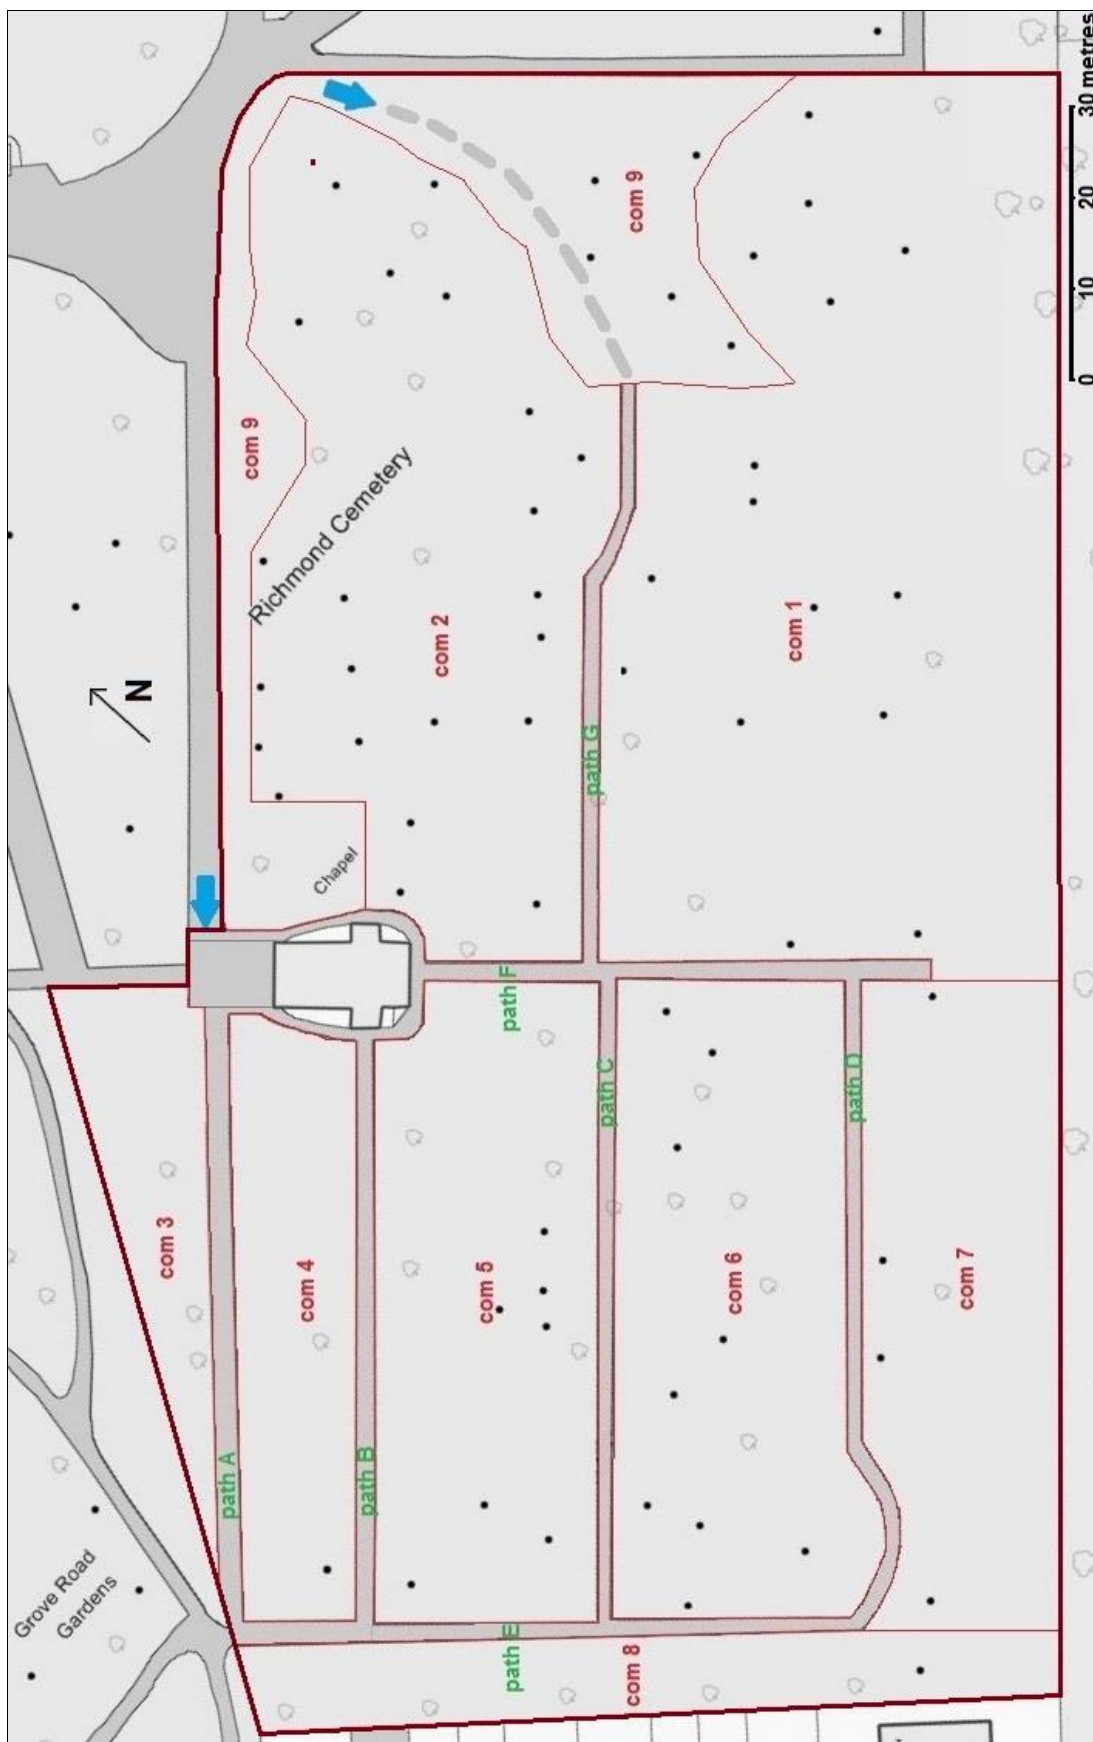 30 metres
20
10
0
com 9
com 9
Richmond Cemetery
com 2
com 1
N
path G
Chapel
path F
path C
path D
com 3
com 4
com 5
com 6
com 7
path A
path B
Grove Road
Gardens
path E
com 8